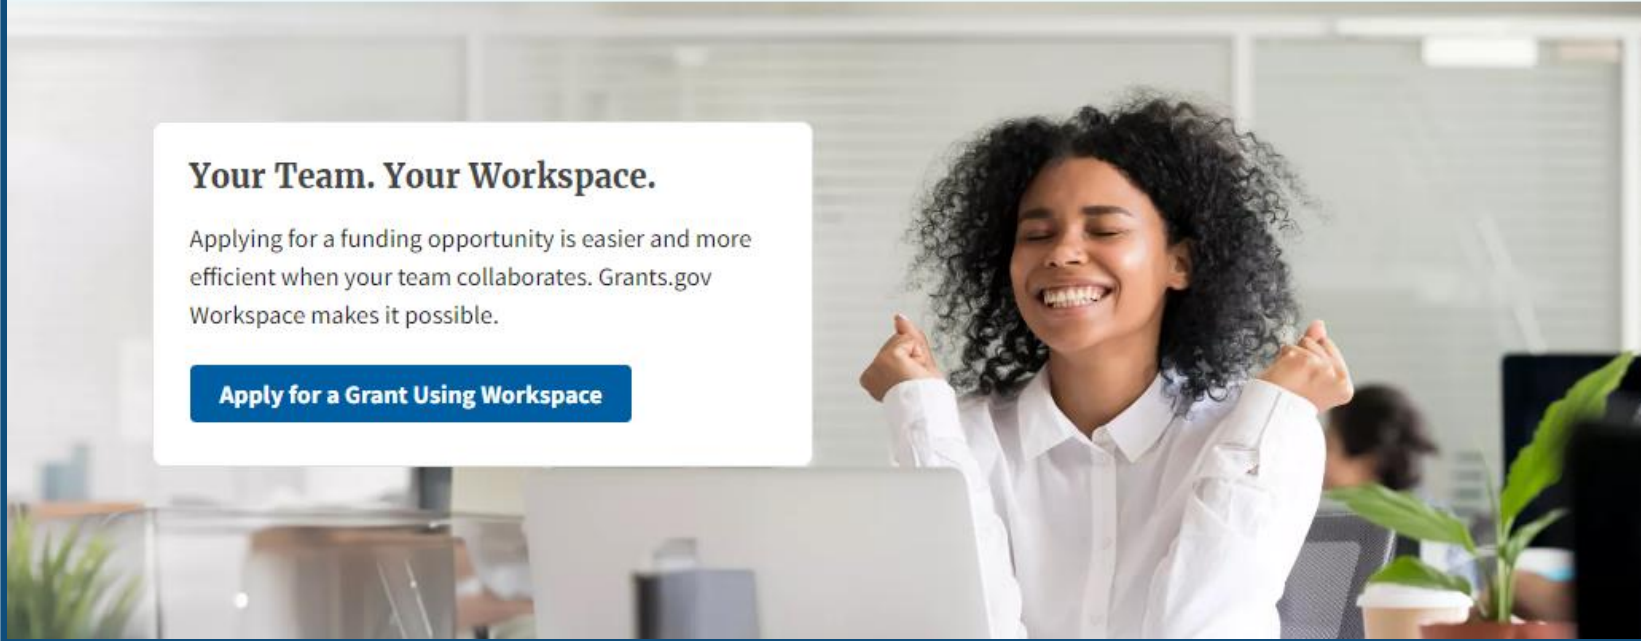 Your Team. Your Workspace.
Applying for a funding opportunity is easier and more
efficient when your team collaborates. Grants.gov
Workspace makes it possible.
Apply for a Grant Using Workspace